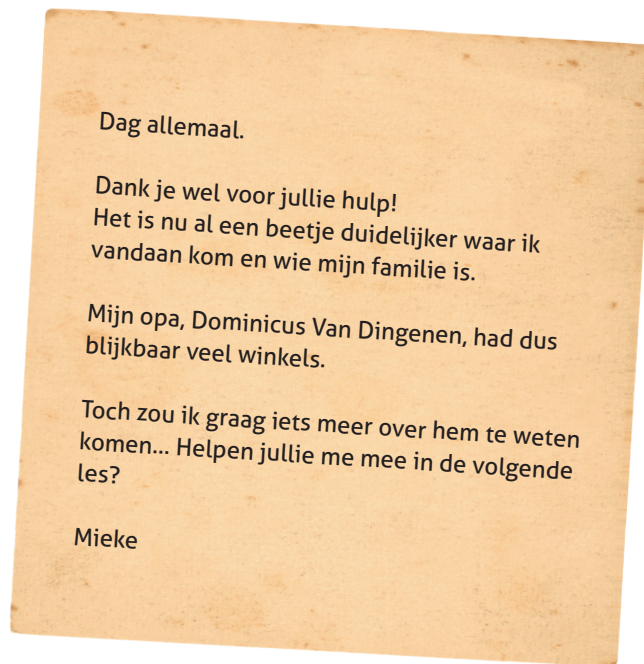 Dag allemaal.
Dank je wel voor jullie hulp!
Het is nu al een beetje duidelijker waar ik
vandaan kom en wie mijn familie is.
Mijn opa, Dominicus Van Dingenen, had dus
blijkbaar veel winkels.
Toch zou ik graag iets meer over hem te weten
komen... Helpen jullie me mee in de volgende
les?
Mieke